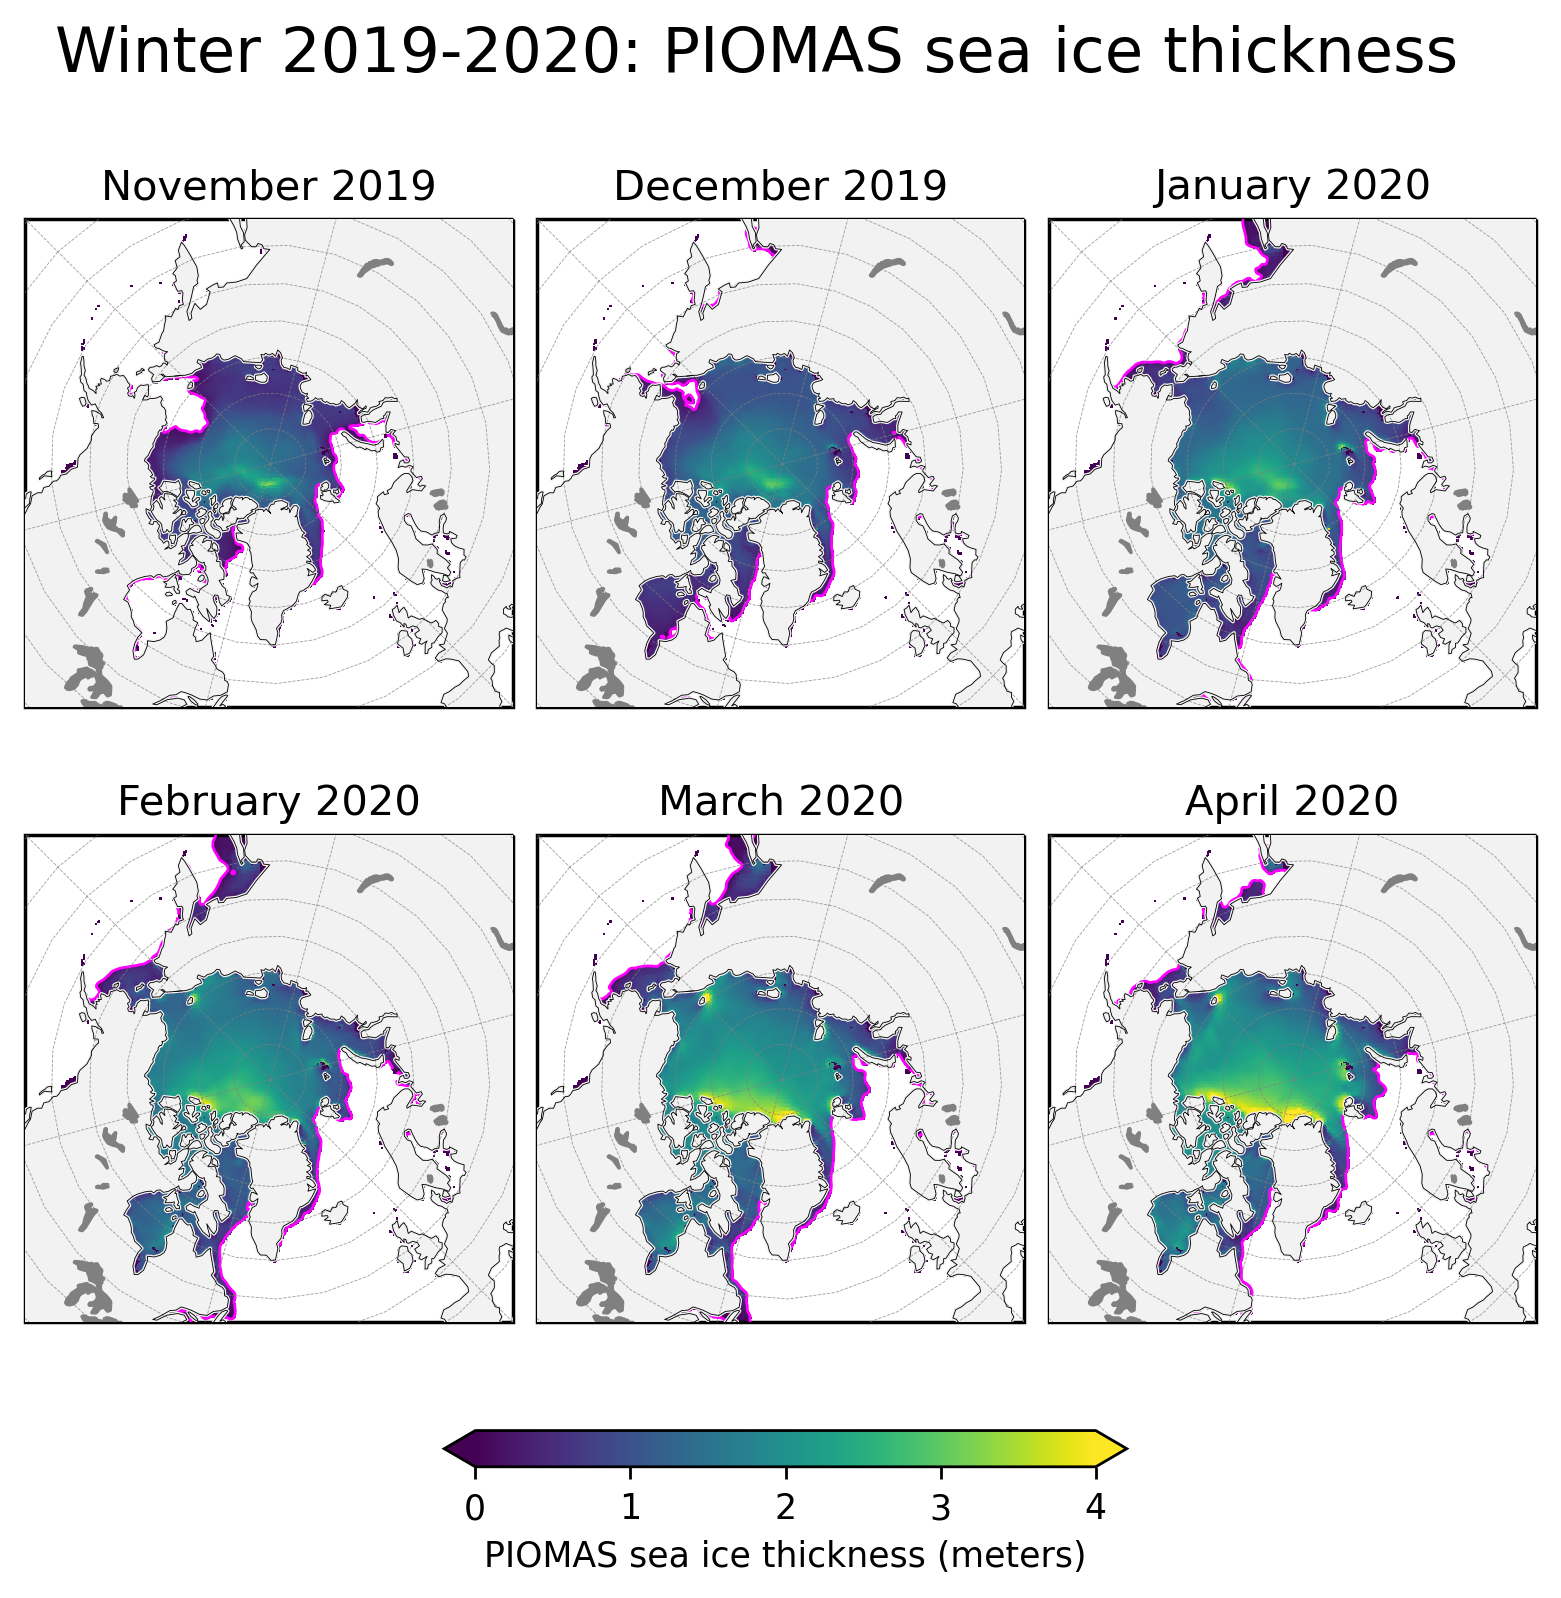 Winter 2019-2020: PIOMAS sea ice thickness
November 2019
December 2019
January 2020
February 2020
March 2020
April 2020
0 1 2 3 4
PIOMAS sea ice thickness (meters)